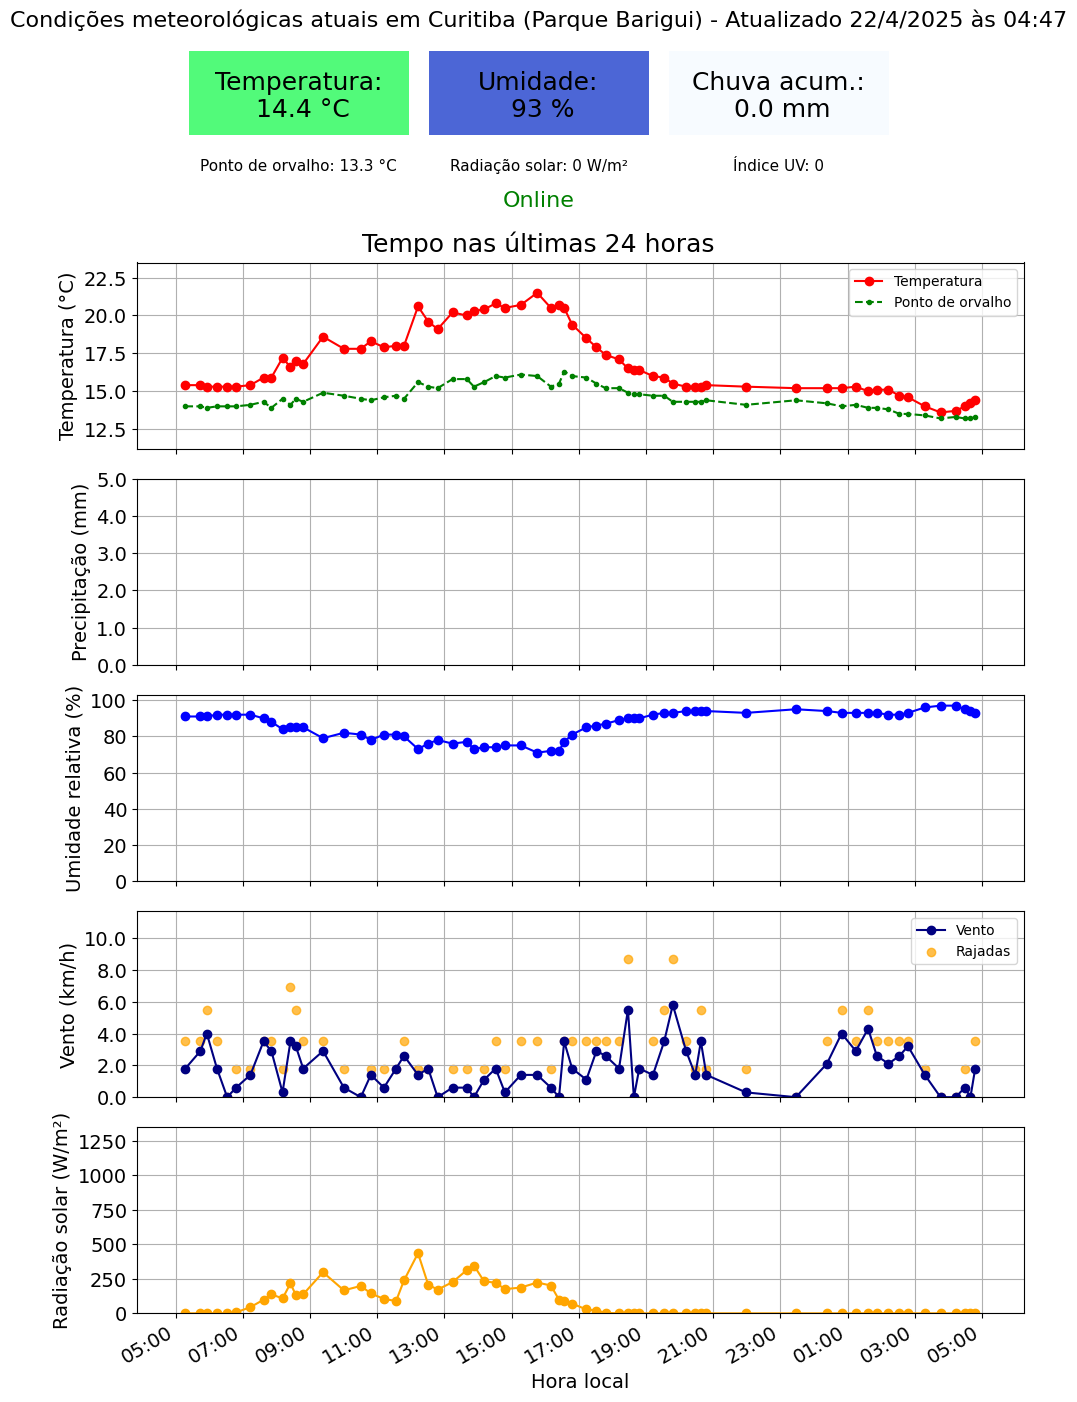 Condições meteorológicas atuais em Curitiba (Parque Barigui) - Atualizado 22/4/2025 às 04:47
Temperatura:
14.4 °C
Umidade:
93 %
Chuva acum.:
0.0 mm
Ponto de orvalho: 13.3 °C
Radiação solar: 0 W/m²
Índice UV: 0
Online
Tempo nas últimas 24 horas
Temperatura (°C)
22.5
20.0
17.5
15.0
12.5
Temperatura
Ponto de orvalho
Precipitação (mm)
5.0
4.0
3.0
2.0
1.0
0.0
Umidade relativa (%)
100
80
60
40
20
0
Vento (km/h)
10.0
8.0
6.0
4.0
2.0
0.0
Vento
Rajadas
Radiação solar (W/m²)
1250
1000
750
500
250
0
05:00
07:00
09:00
11:00
13:00
15:00
17:00
19:00
21:00
23:00
01:00
03:00
05:00
Hora local